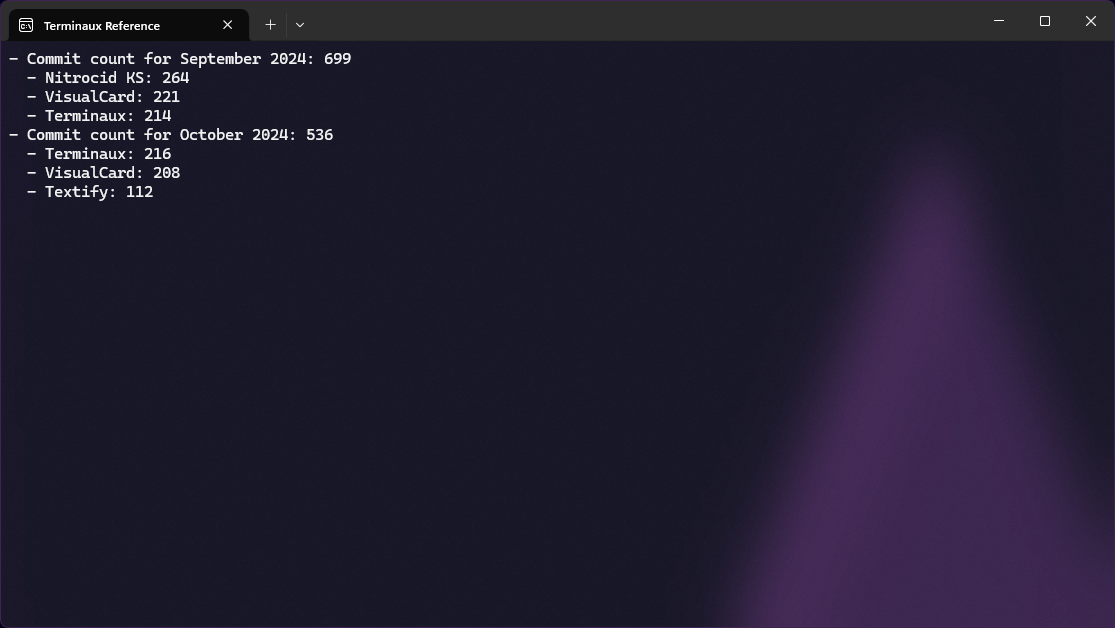 Terminaux Reference
- Commit count for September 2024: 699
- Nitrocid KS: 264
- VisualCard: 221
- Terminaux: 214
- Commit count for October 2024: 536
- Terminaux: 216
- VisualCard: 208
- Textify: 112